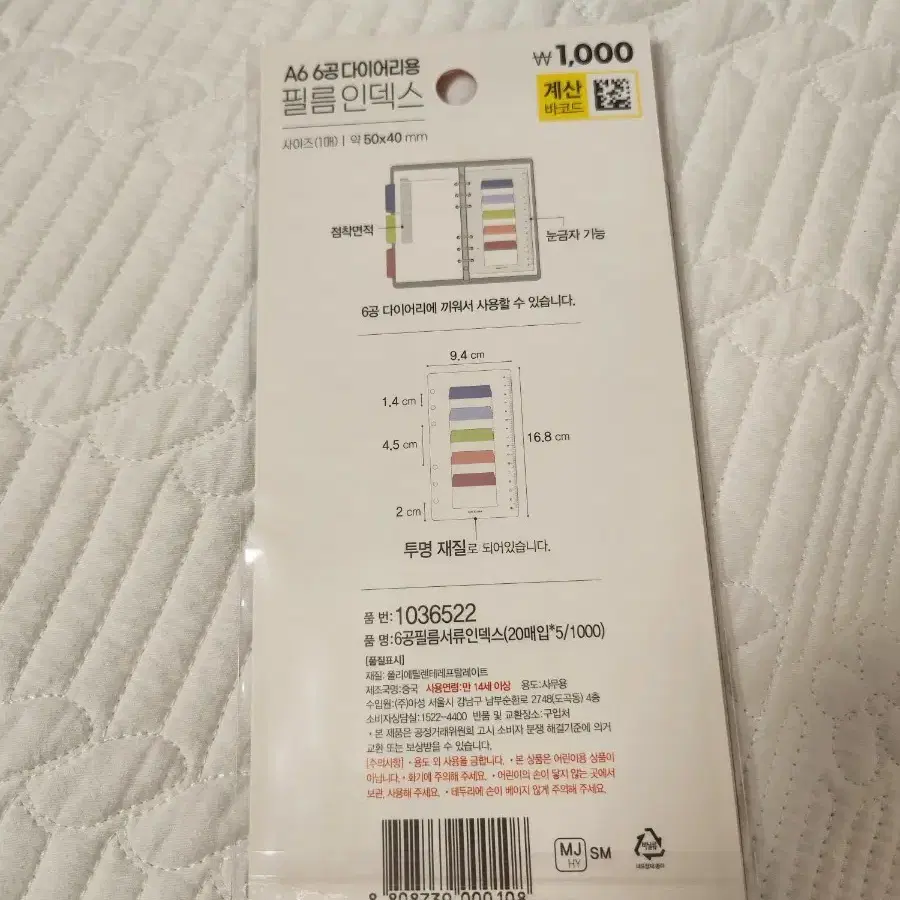 A6 6공 다이어리용
필름 인덱스
₩1,000
계산
바코드
사이즈(1매) | 약 50x40 mm
점착면적
눈금자 기능
6공 다이어리에 끼워서 사용할 수 있습니다.
9.4 cm
1.4 cm
4.5 cm
16.8 cm
2 cm
투명 재질로 되어있습니다.
품 번:1036522
품 명:6공필름서류인덱스(20매입*5/1000)
[품질표시]
재질: 폴리에틸렌테레프탈레이트
제조국명:중국 사용연령:만 14세 이상 용도:사무용
수입원:(주)아성 서울시 강남구 남부순환로 2748(도곡동) 4층
소비자상담실:1522-4400 반품 및 교환장소:구입처
• 본 제품은 공정거래위원회 고시 소비자 분쟁 해결기준에 의거
교환 또는 보상받을 수 있습니다.
[주의사항] • 용도 외 사용을 금합니다. • 본 상품은 어린이용 상품이
아닙니다. • 화기에 주의해 주세요. • 어린이의 손이 닿지 않는 곳에서
보관, 사용해 주세요. • 테두리에 손이 베이지 않게 주의해 주세요.
MJ
HY
SM